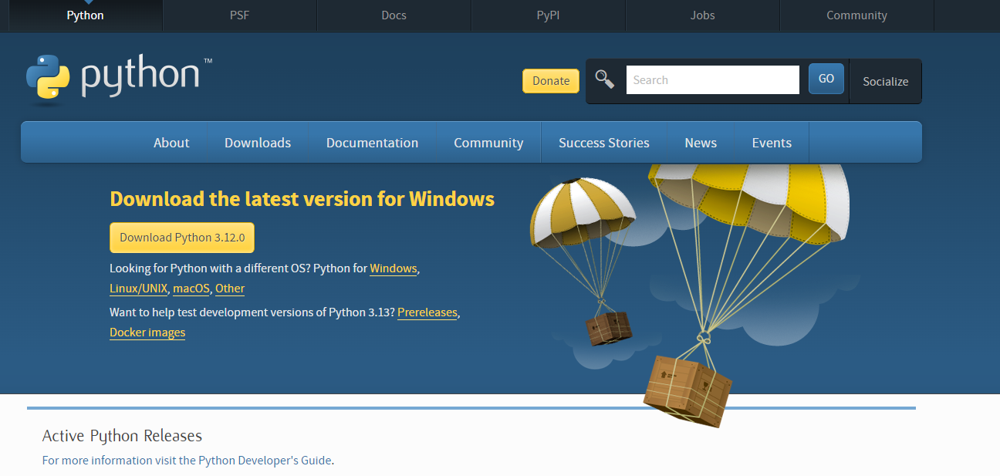 Python PSF Docs PyPI Jobs Community
python™
Donate Search GO Socialize
About Downloads Documentation Community Success Stories News Events
Download the latest version for Windows
Download Python 3.12.0
Looking for Python with a different OS? Python for Windows,
Linux/UNIX, macOS, Other
Want to help test development versions of Python 3.13? Prereleases,
Docker images
Active Python Releases
For more information visit the Python Developer's Guide.